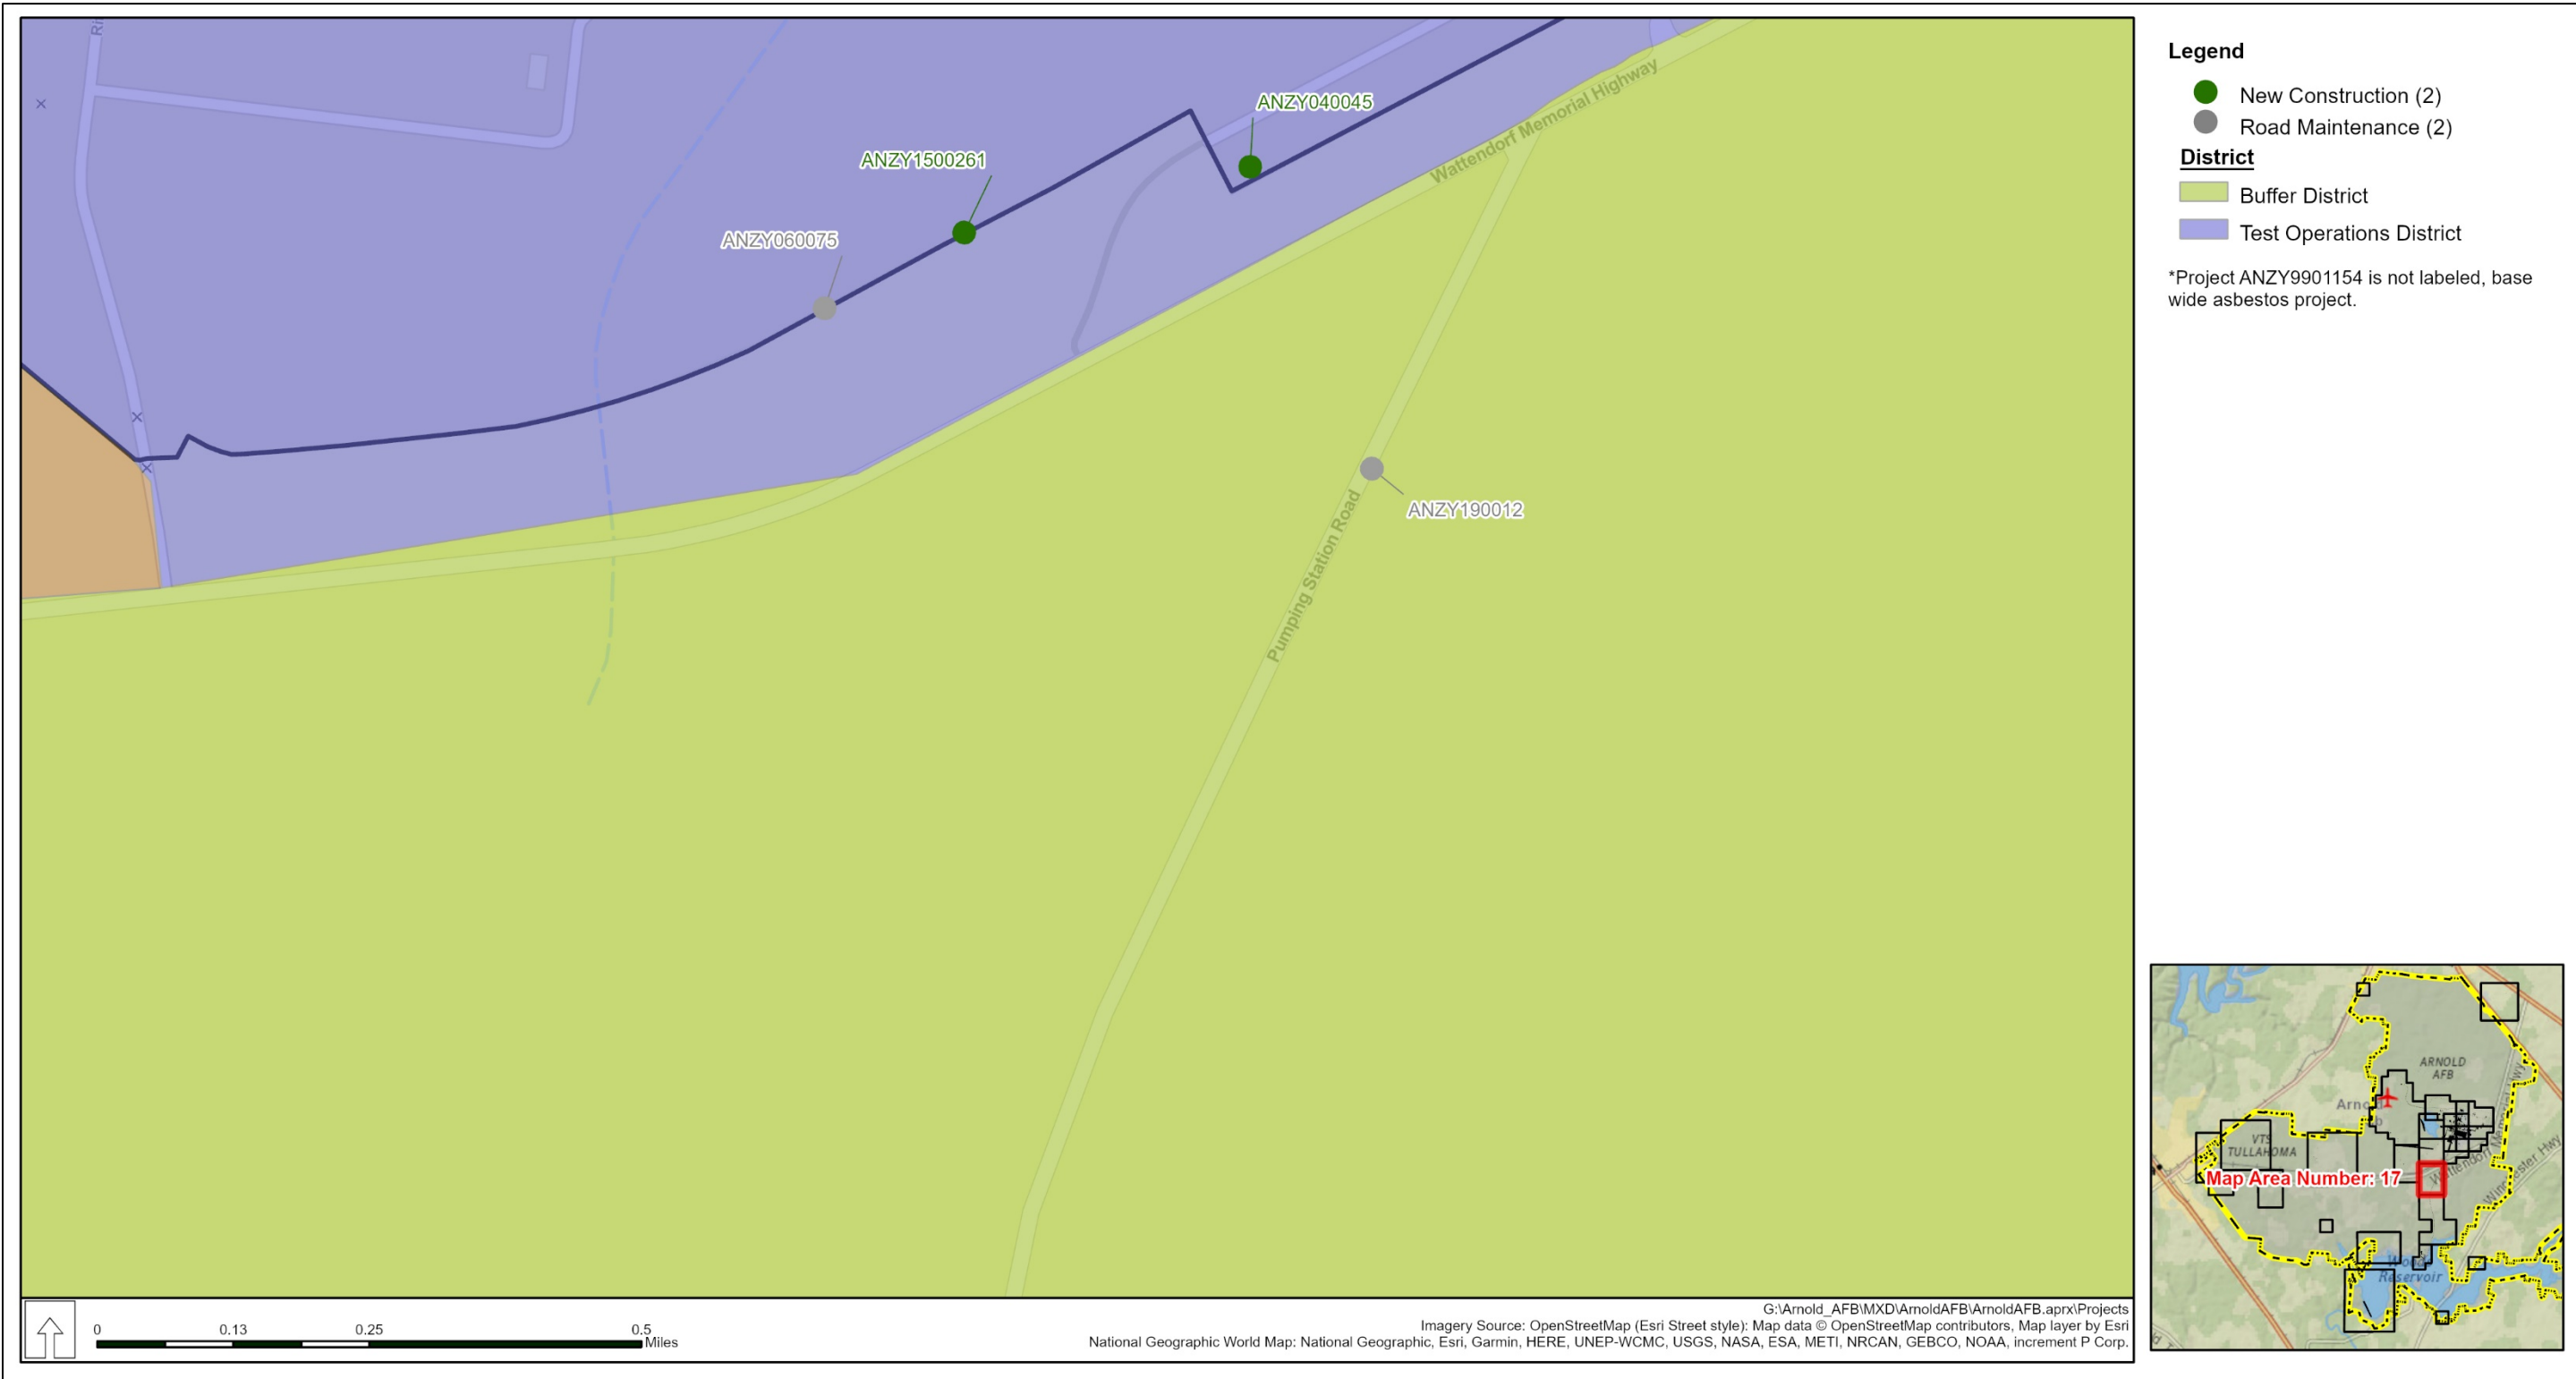 Ri
ANZY040045
Wattendorf Memorial Highway
ANZY1500261
ANZY060075
ANZY190012
Pumping Station Road
0 0.13 0.25 0.5
Miles
G:\Arnold_AFB\MXD\ArnoldAFB\ArnoldAFB.aprx\Projects
Imagery Source: OpenStreetMap (Esri Street style): Map data © OpenStreetMap contributors, Map layer by Esri
National Geographic World Map: National Geographic, Esri, Garmin, HERE, UNEP-WCMC, USGS, NASA, ESA, METI, NRCAN, GEBCO, NOAA, increment P Corp.
Legend
New Construction (2)
Road Maintenance (2)
District
Buffer District
Test Operations District
*Project ANZY9901154 is not labeled, base
wide asbestos project.
ARNOLD
AFB
VTS
TULLAHOMA
Map Area Number: 17
Reservoir